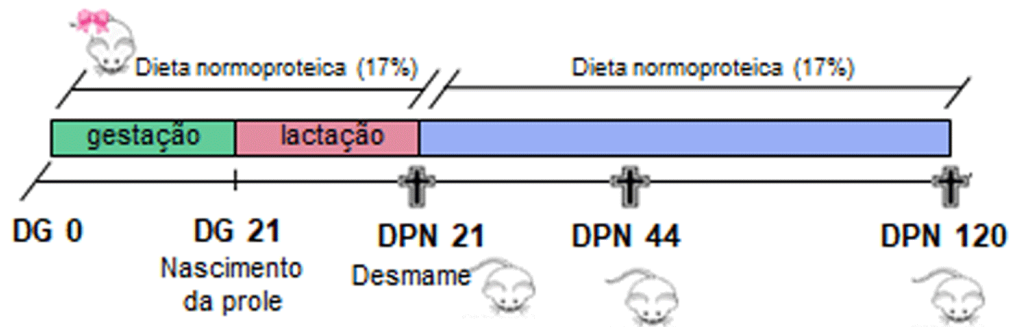 Dieta normoproteica (17%)
Dieta normoproteica (17%)
gestação
lactação
DG 0
DG 21
DPN 21
DPN 44
DPN 120
Nascimento
da prole
Desmame